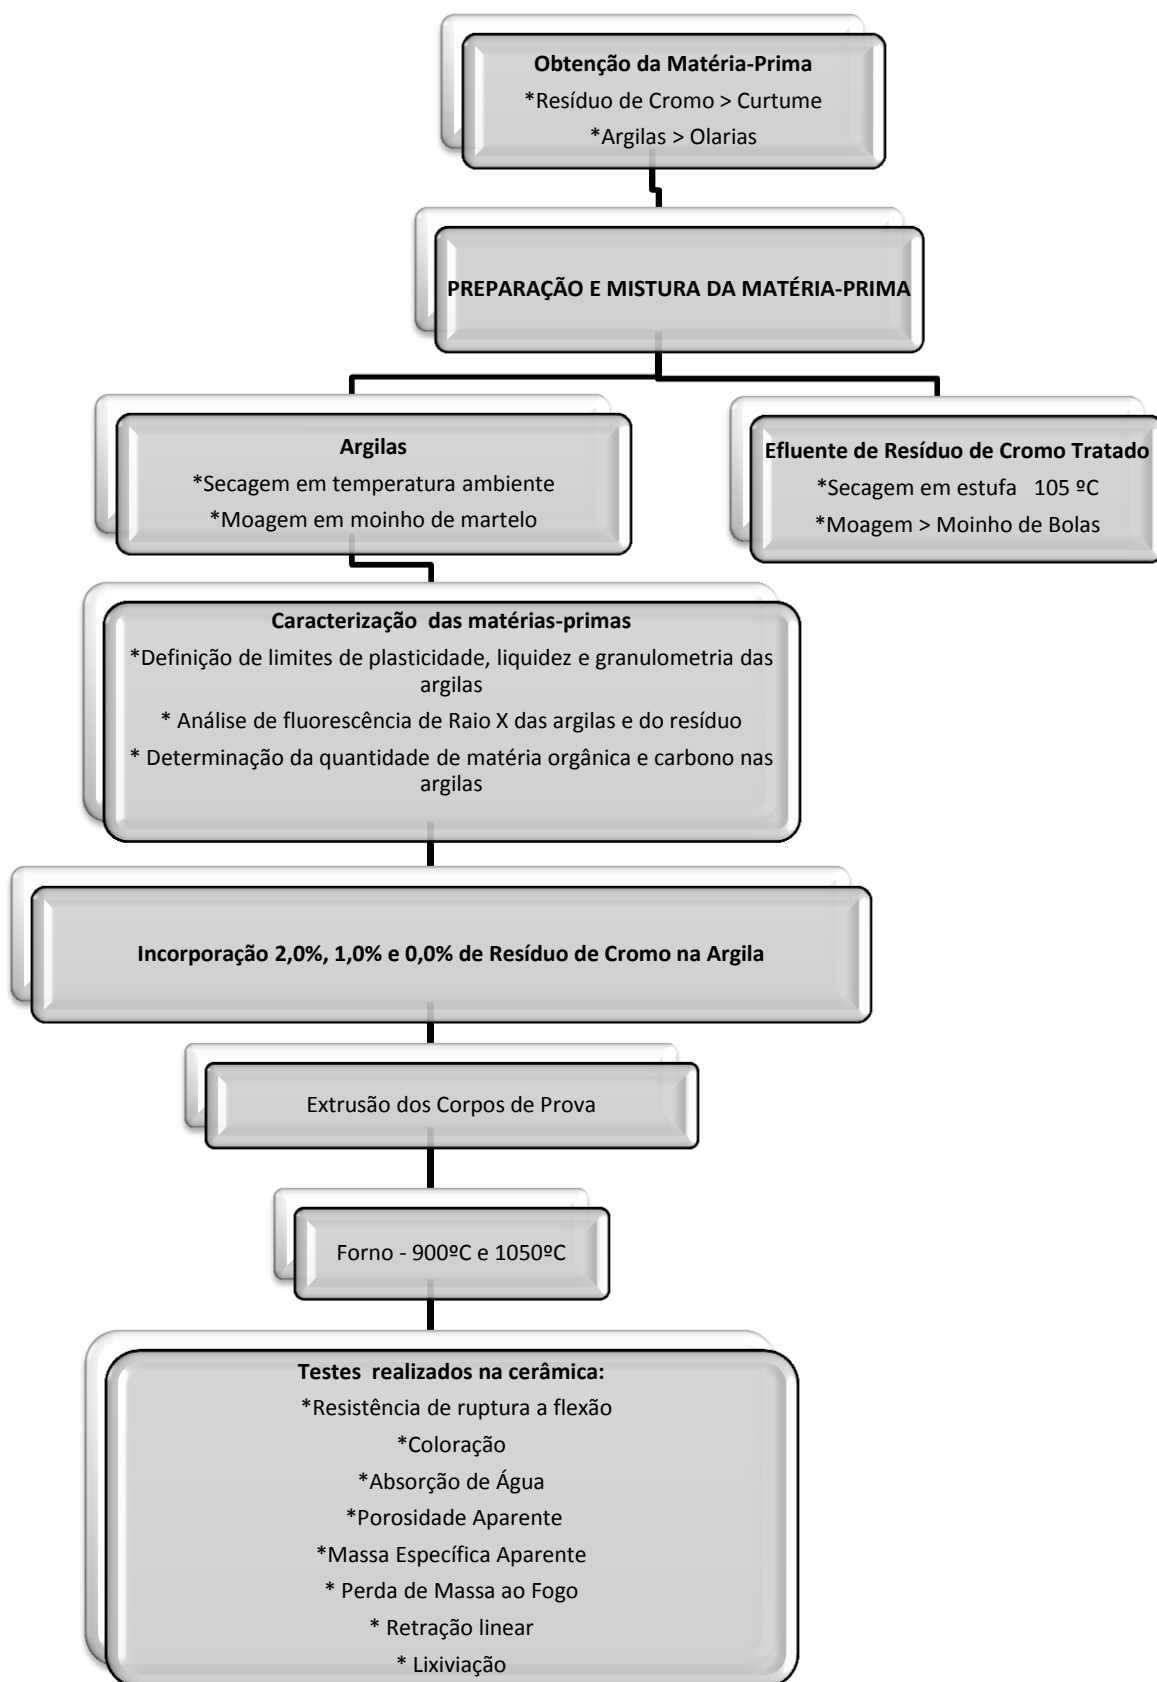 Obtenção da Matéria-Prima
*Resíduo de Cromo > Curtume
*Argilas > Olarias
PREPARAÇÃO E MISTURA DA MATÉRIA-PRIMA
Argilas
*Secagem em temperatura ambiente
*Moagem em moinho de martelo
Efluente de Resíduo de Cromo Tratado
*Secagem em estufa 105 ºC
*Moagem > Moinho de Bolas
Caracterização das matérias-primas
*Definição de limites de plasticidade, liquidez e granulometria das
argilas
* Análise de fluorescência de Raio X das argilas e do resíduo
* Determinação da quantidade de matéria orgânica e carbono nas
argilas
Incorporação 2,0%, 1,0% e 0,0% de Resíduo de Cromo na Argila
Extrusão dos Corpos de Prova
Forno - 900ºC e 1050ºC
Testes realizados na cerâmica:
*Resistência de ruptura a flexão
*Coloração
*Absorção de Água
*Porosidade Aparente
*Massa Específica Aparente
* Perda de Massa ao Fogo
* Retração linear
* Lixiviação